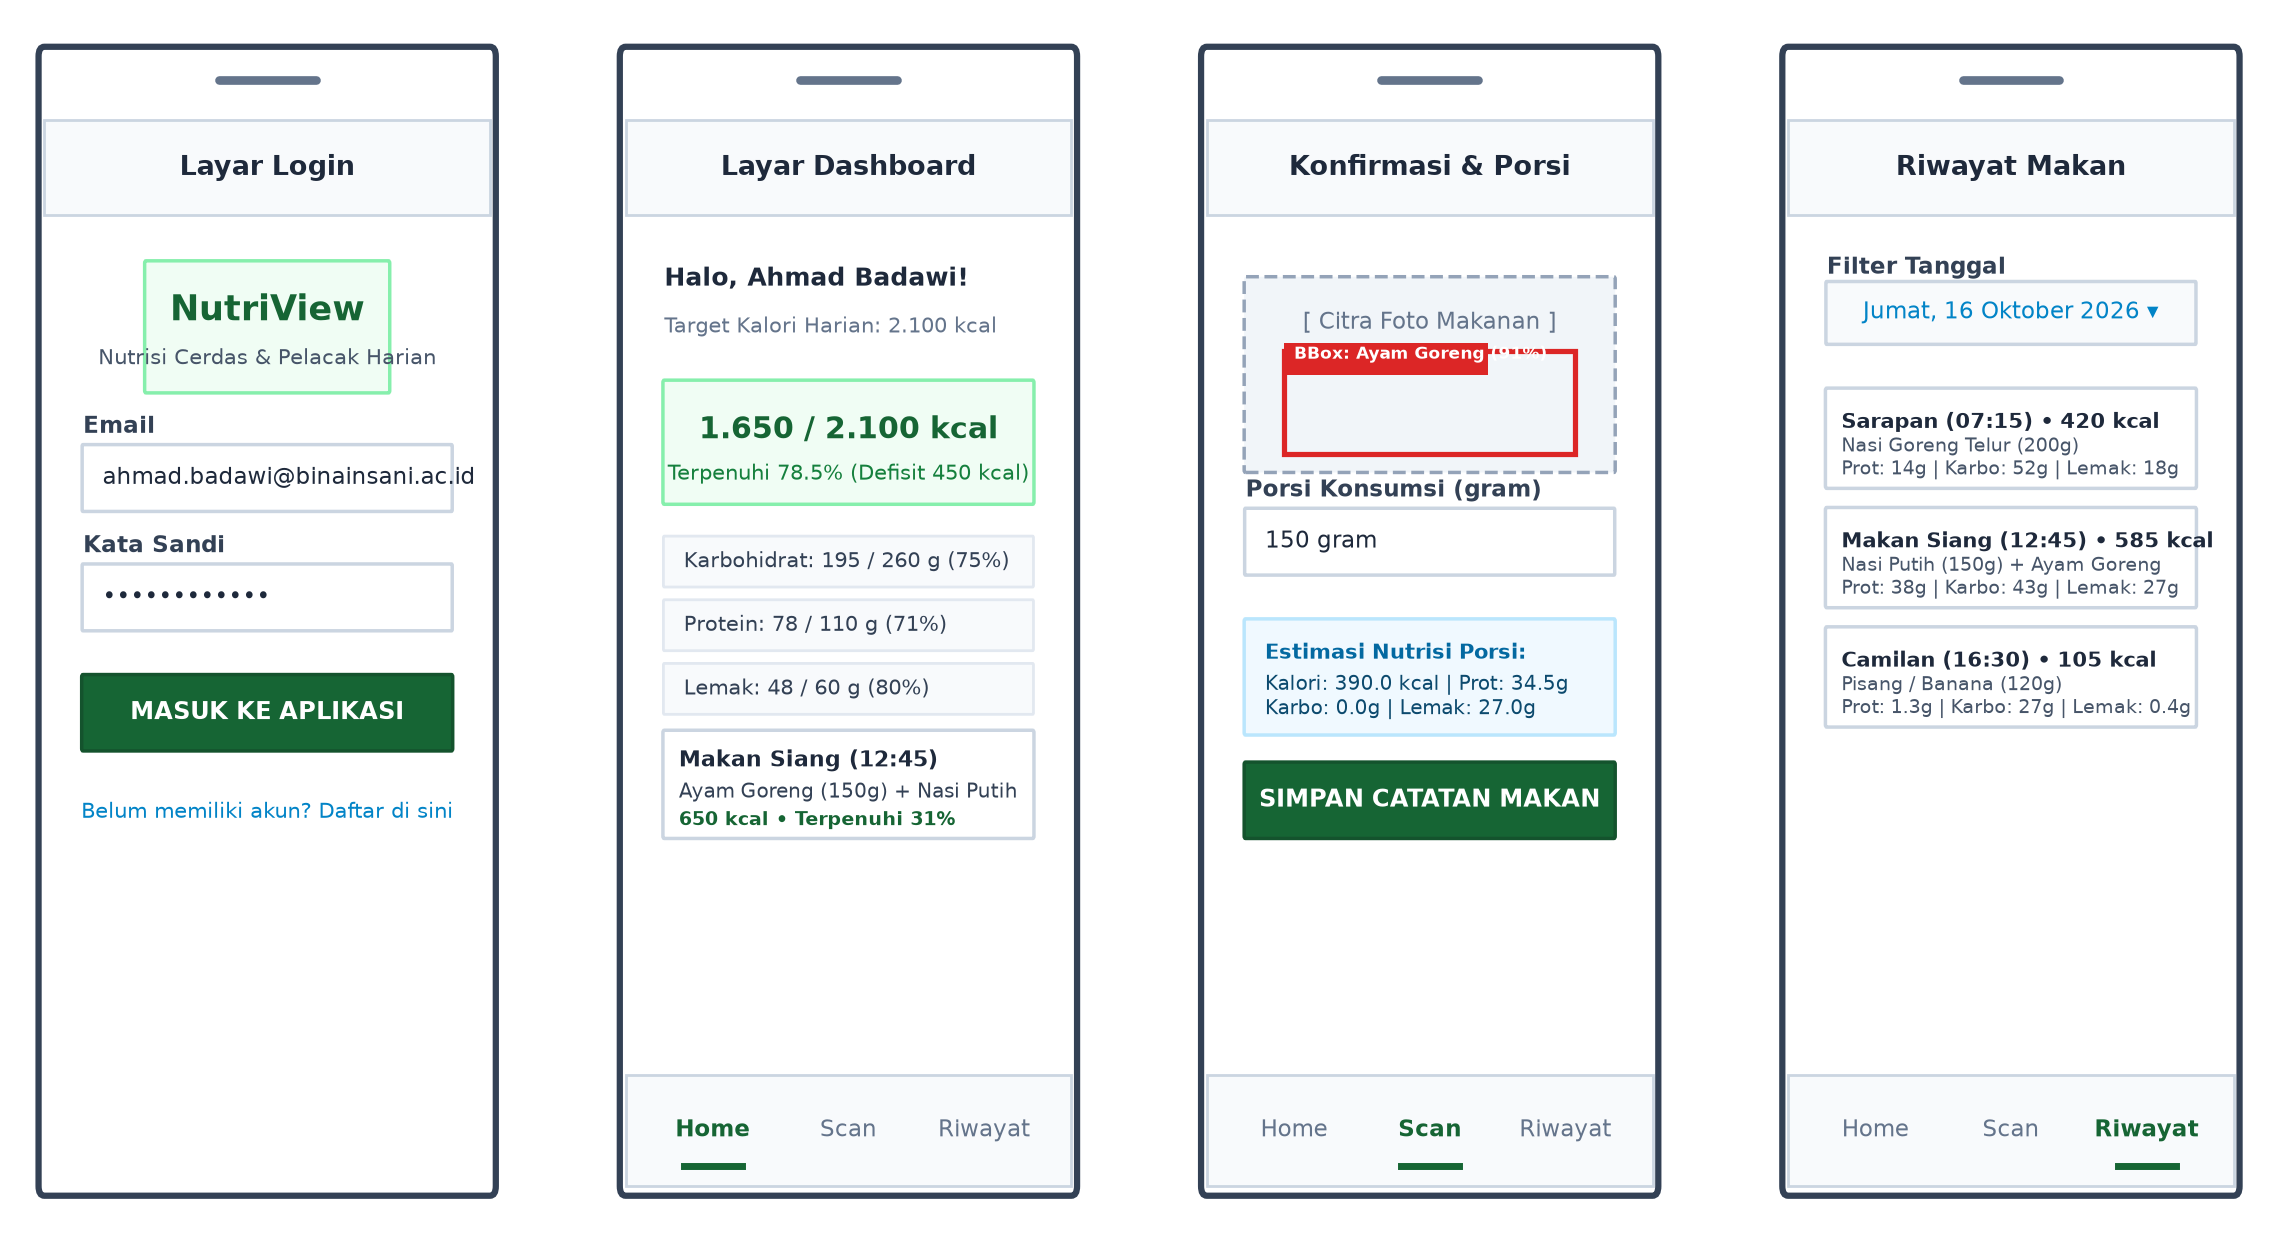 Layar Login
NutriView
Nutrisi Cerdas & Pelacak Harian
Email
ahmad.badawi@binainsani.ac.id
Kata Sandi
••••••••••••
MASUK KE APLIKASI
Belum memiliki akun? Daftar di sini
Layar Dashboard
Halo, Ahmad Badawi!
Target Kalori Harian: 2.100 kcal
1.650 / 2.100 kcal
Terpenuhi 78.5% (Defisit 450 kcal)
Karbohidrat: 195 / 260 g (75%)
Protein: 78 / 110 g (71%)
Lemak: 48 / 60 g (80%)
Makan Siang (12:45)
Ayam Goreng (150g) + Nasi Putih
650 kcal • Terpenuhi 31%
Home Scan Riwayat
Konfirmasi & Porsi
[ Citra Foto Makanan ]
BBox: Ayam Goreng (91%)
Porsi Konsumsi (gram)
150 gram
Estimasi Nutrisi Porsi:
Kalori: 390.0 kcal | Prot: 34.5g
Karbo: 0.0g | Lemak: 27.0g
SIMPAN CATATAN MAKAN
Home Scan Riwayat
Riwayat Makan
Filter Tanggal
Jumat, 16 Oktober 2026 ▾
Sarapan (07:15) • 420 kcal
Nasi Goreng Telur (200g)
Prot: 14g | Karbo: 52g | Lemak: 18g
Makan Siang (12:45) • 585 kcal
Nasi Putih (150g) + Ayam Goreng
Prot: 38g | Karbo: 43g | Lemak: 27g
Camilan (16:30) • 105 kcal
Pisang / Banana (120g)
Prot: 1.3g | Karbo: 27g | Lemak: 0.4g
Home Scan Riwayat